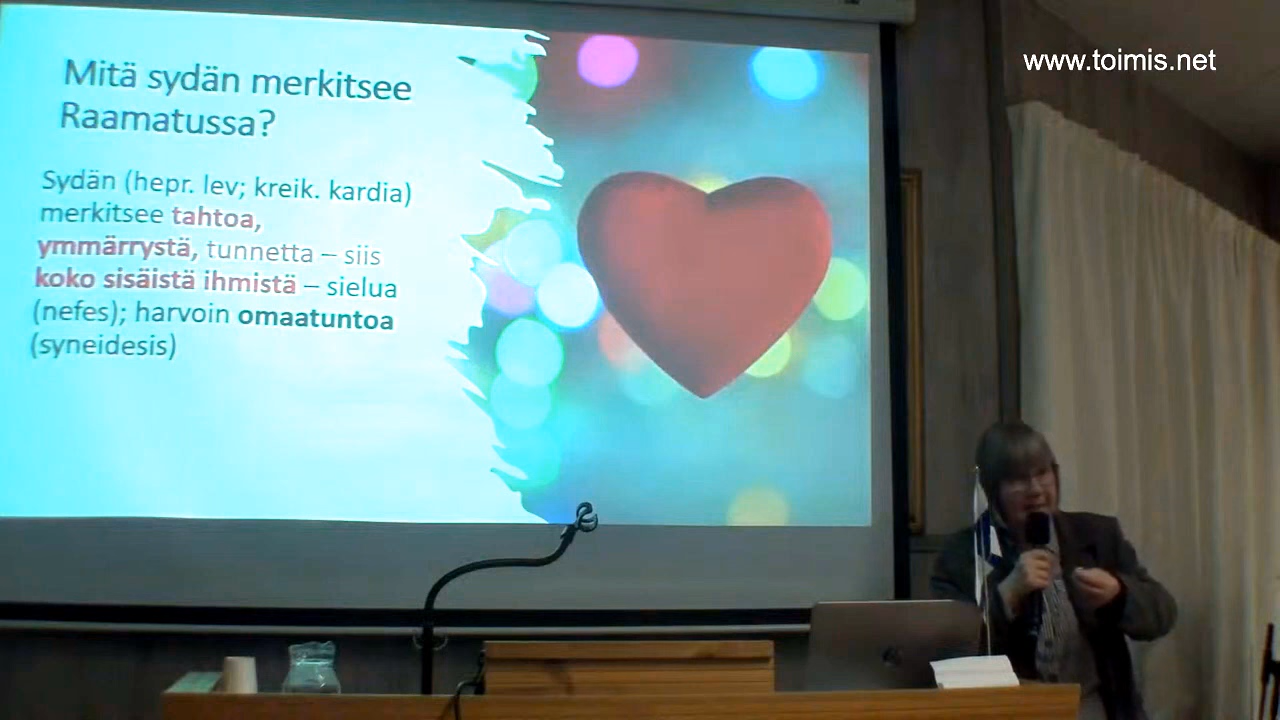 www.toimis.net
Mitä sydän merkitsee
Raamatussa?
Sydän (hepr. lev; kreik. kardia)
merkitsee tahtoa,
ymmärrystä, tunnetta – siis
koko sisäistä ihmistä – sielua
(nefes); harvoin omaatuntoa
(syneidesis)